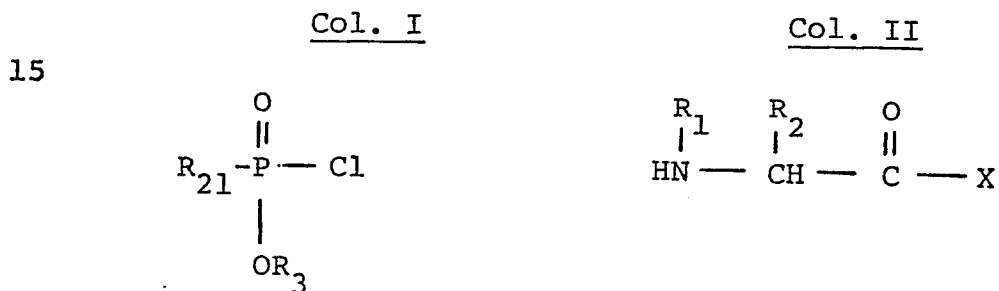 Col. I Col. II
15
O R1 R2 O
|| | | ||
R21-P—Cl HN—CH—C—X
|
OR3